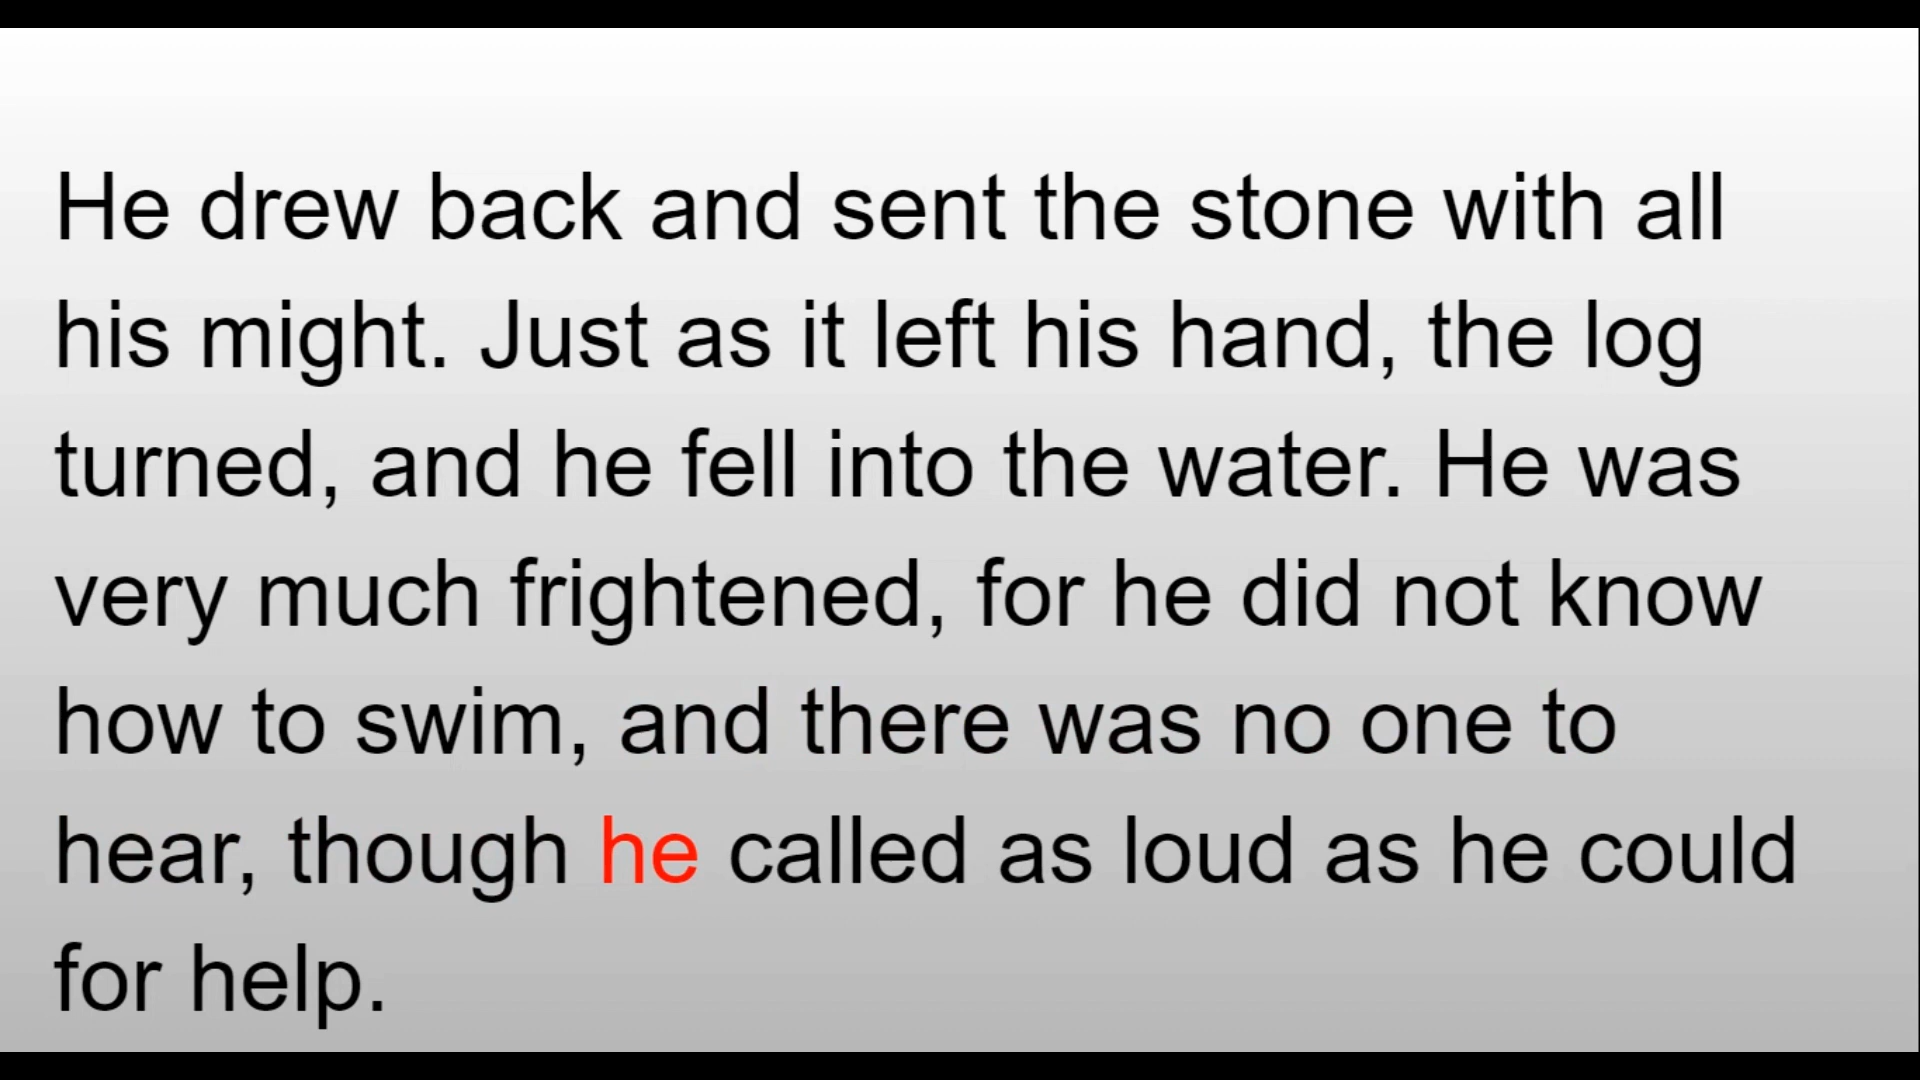 He drew back and sent the stone with all
his might. Just as it left his hand, the log
turned, and he fell into the water. He was
very much frightened, for he did not know
how to swim, and there was no one to
hear, though he called as loud as he could
for help.